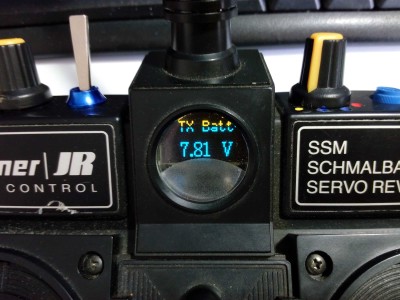 TX Batt
7.81 V
ner|JR
CONTROL
SSM
SCHMALBA
SERVO REV